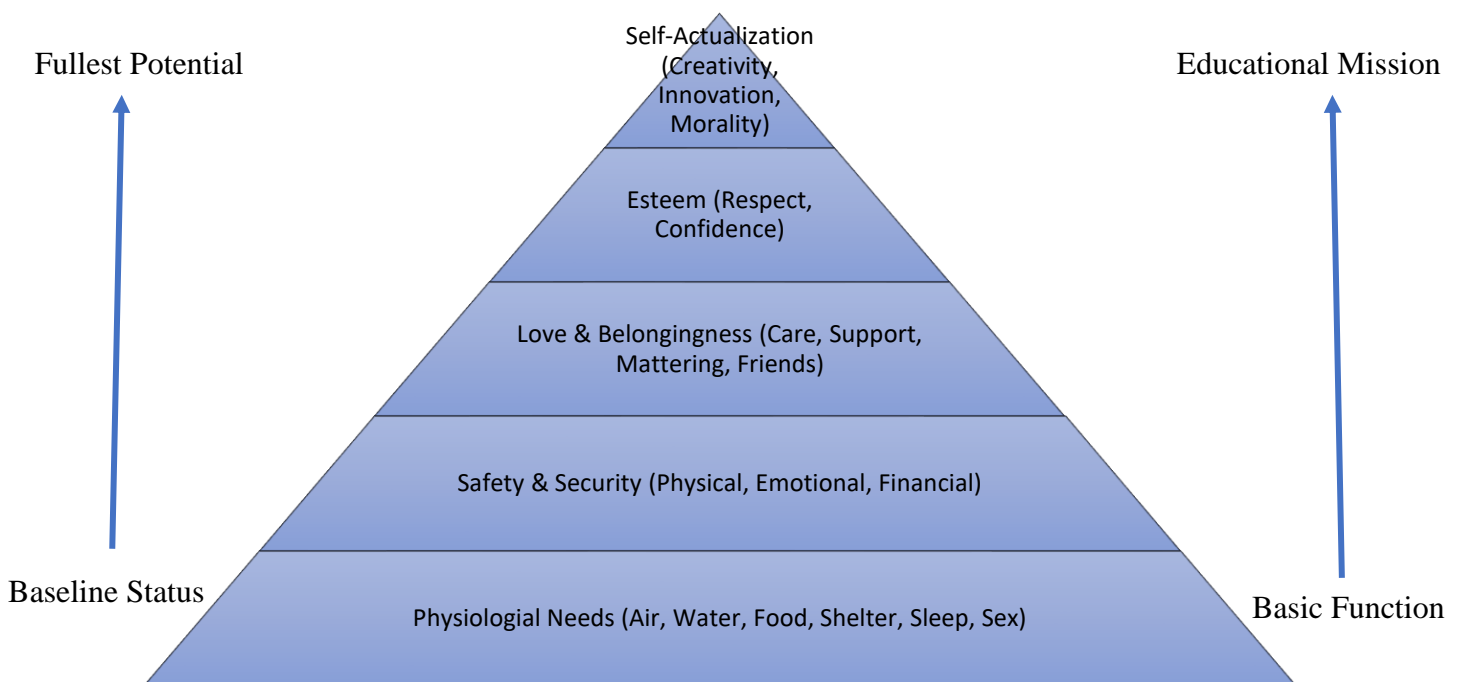 Fullest Potential
Educational Mission
Self-Actualization
(Creativity,
Innovation,
Morality)
Esteem (Respect,
Confidence)
Love & Belongingness (Care, Support,
Mattering, Friends)
Safety & Security (Physical, Emotional, Financial)
Baseline Status
Basic Function
Physiologial Needs (Air, Water, Food, Shelter, Sleep, Sex)